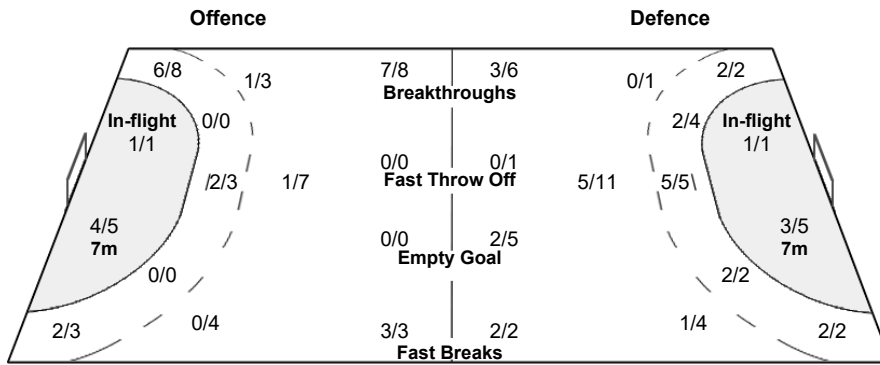 Offence Defence
6/8 1/3 7/8 3/6 0/1 2/2
Breakthroughs
In-flight 0/0 2/4 In-flight
1/1 1/1
0/0 0/1
2/3 1/7 Fast Throw Off 5/11 5/5
4/5 3/5
7m 0/0 2/5 7m
Empty Goal
0/0 2/2
2/3 0/4 3/3 2/2 1/4 2/2
Fast Breaks